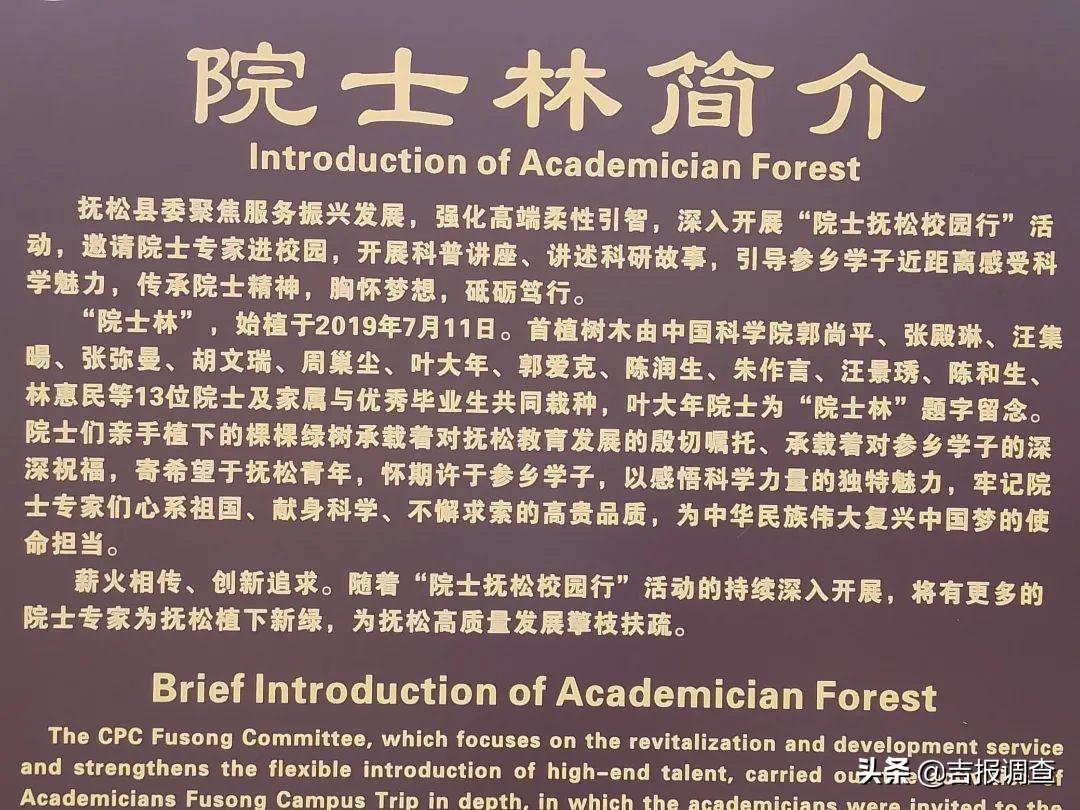 院士林简介
Introduction of Academician Forest
抚松县委聚焦服务振兴发展，强化高端柔性引智，深入开展“院士抚松校园行”活
动，邀请院士专家进校园，开展科普讲座、讲述科研故事，引导参乡学子近距离感受科
学魅力，传承院士精神，胸怀梦想，砥砺笃行。
“院士林”，始植于2019年7月11日。首植树木由中国科学院郭尚平、张殿琳、汪集
暘、张弥曼、胡文瑞、周巢尘、叶大年、郭爱克、陈润生、朱作言、汪景琇、陈和生、
林惠民等13位院士及家属与优秀毕业生共同栽种，叶大年院士为“院士林”题字留念。
院士们亲手植下的棵棵绿树承载着对抚松教育发展的殷切嘱托、承载着对参乡学子的深
深祝福，寄希望于抚松青年，怀期许于参乡学子，以感悟科学力量的独特魅力，牢记院
士专家们心系祖国、献身科学、不懈求索的高贵品质，为中华民族伟大复兴中国梦的使
命担当。
薪火相传、创新追求。随着“院士抚松校园行”活动的持续深入开展，将有更多的
院士专家为抚松植下新绿，为抚松高质量发展擎枝扶疏。
Brief Introduction of Academician Forest
The CPC Fusong Committee, which focuses on the revitalization and development service
and strengthens the flexible introduction of high-end talent, carried of
Academicians Fusong Campus Trip in depth, in which the academicians were invited to the
头条 @吉报调查